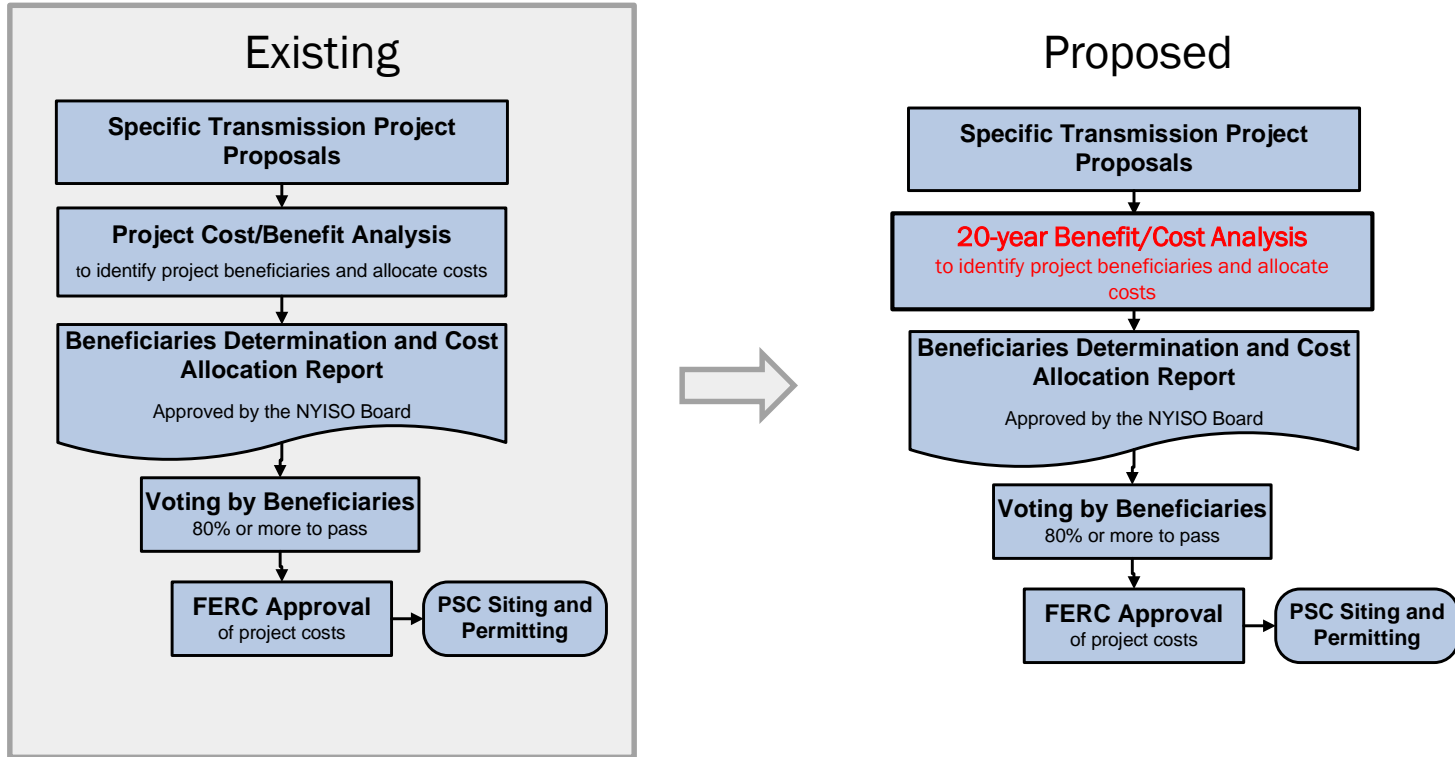 Existing
Specific Transmission Project
Proposals
Project Cost/Benefit Analysis
to identify project beneficiaries and allocate costs
Beneficiaries Determination and Cost
Allocation Report
Approved by the NYISO Board
Voting by Beneficiaries
80% or more to pass
FERC Approval
of project costs
PSC Siting and
Permitting
Proposed
Specific Transmission Project
Proposals
20-year Benefit/Cost Analysis
to identify project beneficiaries and allocate
costs
Beneficiaries Determination and Cost
Allocation Report
Approved by the NYISO Board
Voting by Beneficiaries
80% or more to pass
FERC Approval
of project costs
PSC Siting and
Permitting